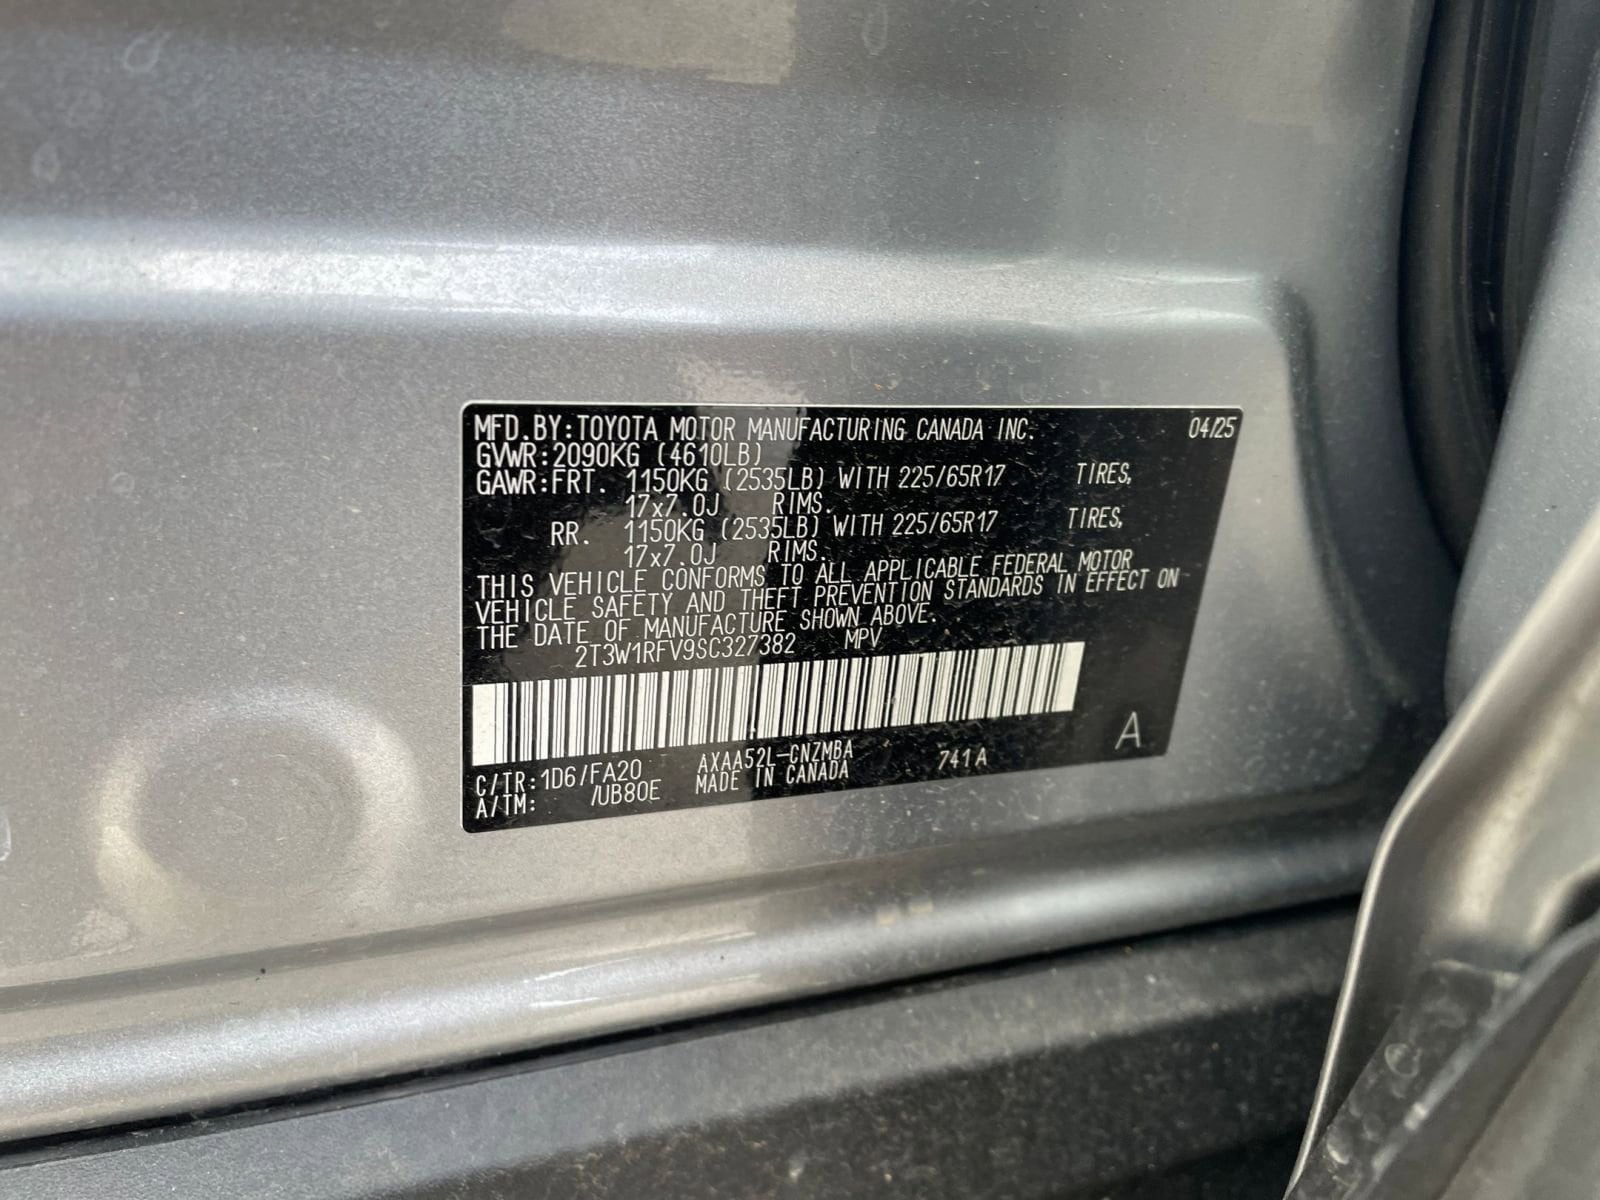 MFD.BY:TOYOTA MOTOR MANUFACTURING CANADA INC. 04/25
GVWR:2090KG (4610LB)
GAWR:FRT. 1150KG (2535LB) WITH 225/65R17 TIRES,
17x7.0J RIMS.
RR. 1150KG (2535LB) WITH 225/65R17 TIRES,
17x7.0J RIMS.
THIS VEHICLE CONFORMS TO ALL APPLICABLE FEDERAL MOTOR
VEHICLE SAFETY AND THEFT PREVENTION STANDARDS IN EFFECT ON
THE DATE OF MANUFACTURE SHOWN ABOVE.
2T3W1RFV9SC327382 MPV
A
C/TR:1D6/FA20 AXAA52L-CNZMBA 741A
A/TM: /UB80E MADE IN CANADA